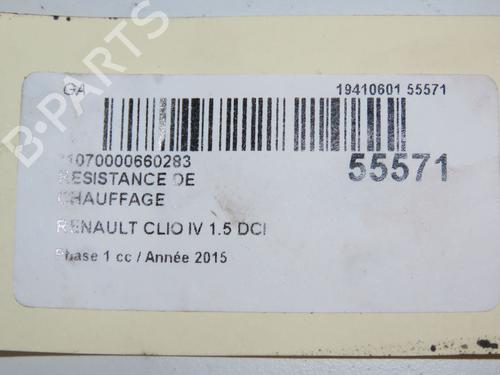 GA
19410601 55571
55571
RESISTANCE DE
CHAUFFAGE
RENAULT CLIO IV 1.5 DCI
Phase 1 cc / Année 2015
B-PARTS